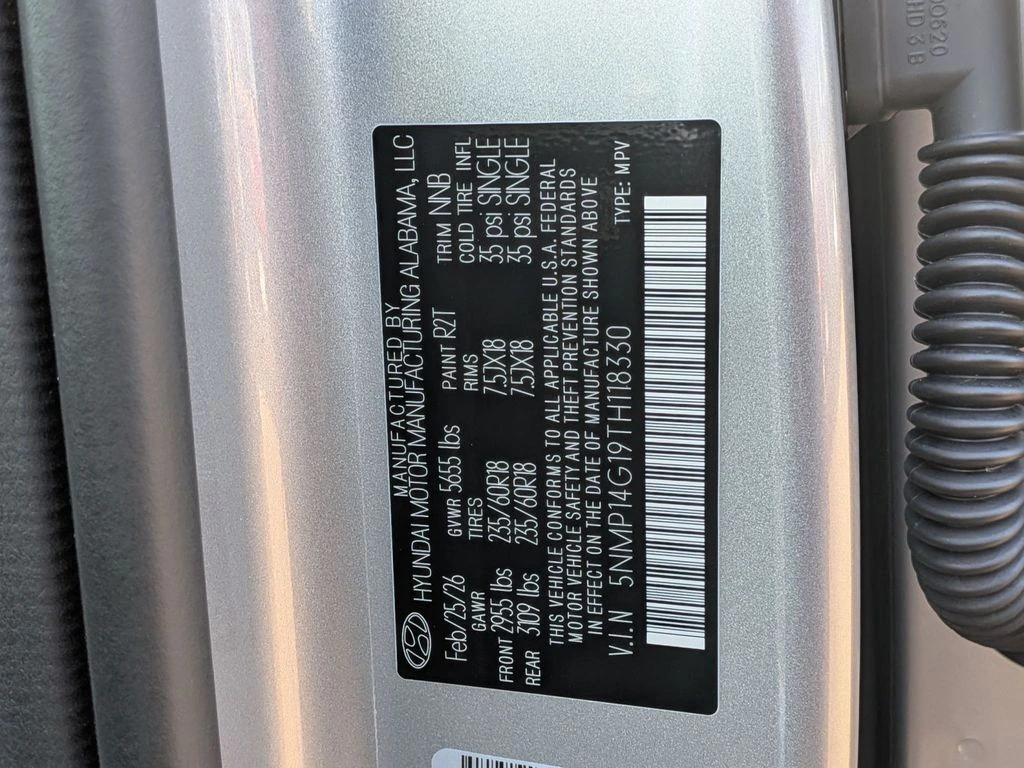 MANUFACTURED BY
HYUNDAI MOTOR MANUFACTURING ALABAMA, LLC
Feb/25/26 GVWR 5655 lbs PAINT R2T TRIM NNB
GAWR TIRES RIMS COLD TIRE INFL
FRONT 2955 lbs 235/60R18 7.5JX18 35 psi SINGLE
REAR 3109 lbs 235/60R18 7.5JX18 35 psi SINGLE
THIS VEHICLE CONFORMS TO ALL APPLICABLE U.S.A. FEDERAL
MOTOR VEHICLE SAFETY AND THEFT PREVENTION STANDARDS
IN EFFECT ON THE DATE OF MANUFACTURE SHOWN ABOVE
V.I.N 5NMP14G19TH118330 TYPE: MPV
00620
HD 3 B